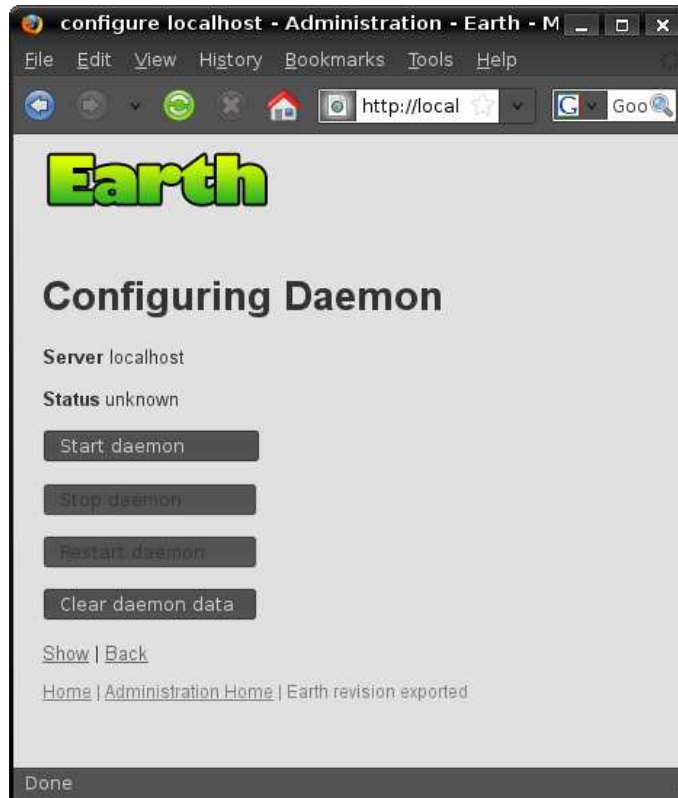 configure localhost - Administration - Earth - M
File Edit View History Bookmarks Tools Help
http://local G Goo
Earth
Configuring Daemon
Server localhost
Status unknown
Start daemon
Stop daemon
Restart daemon
Clear daemon data
Show | Back
Home | Administration Home | Earth revision exported
Done